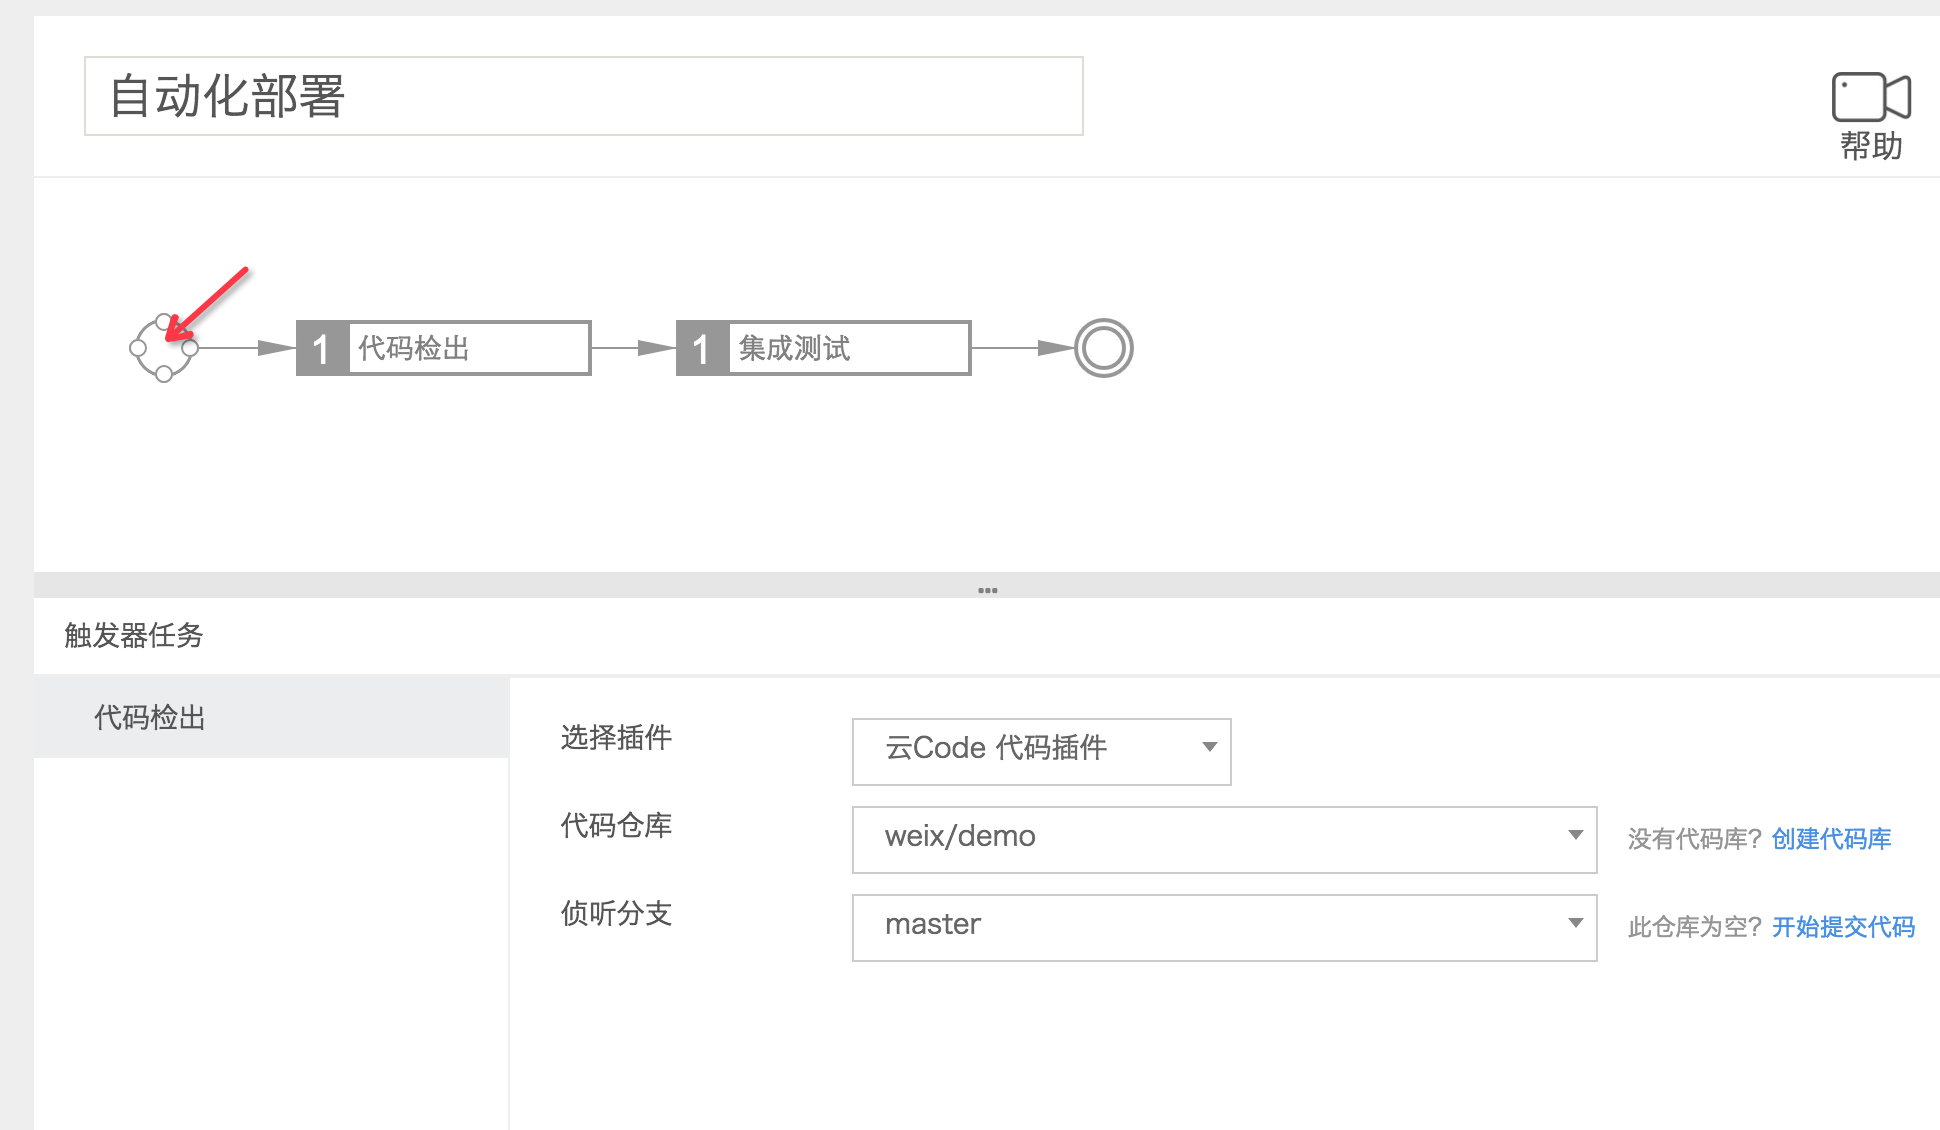 自动化部署
帮助
1 代码检出
1 集成测试
触发器任务
代码检出
选择插件 云Code 代码插件
代码仓库 weix/demo 没有代码库? 创建代码库
侦听分支 master 此仓库为空? 开始提交代码